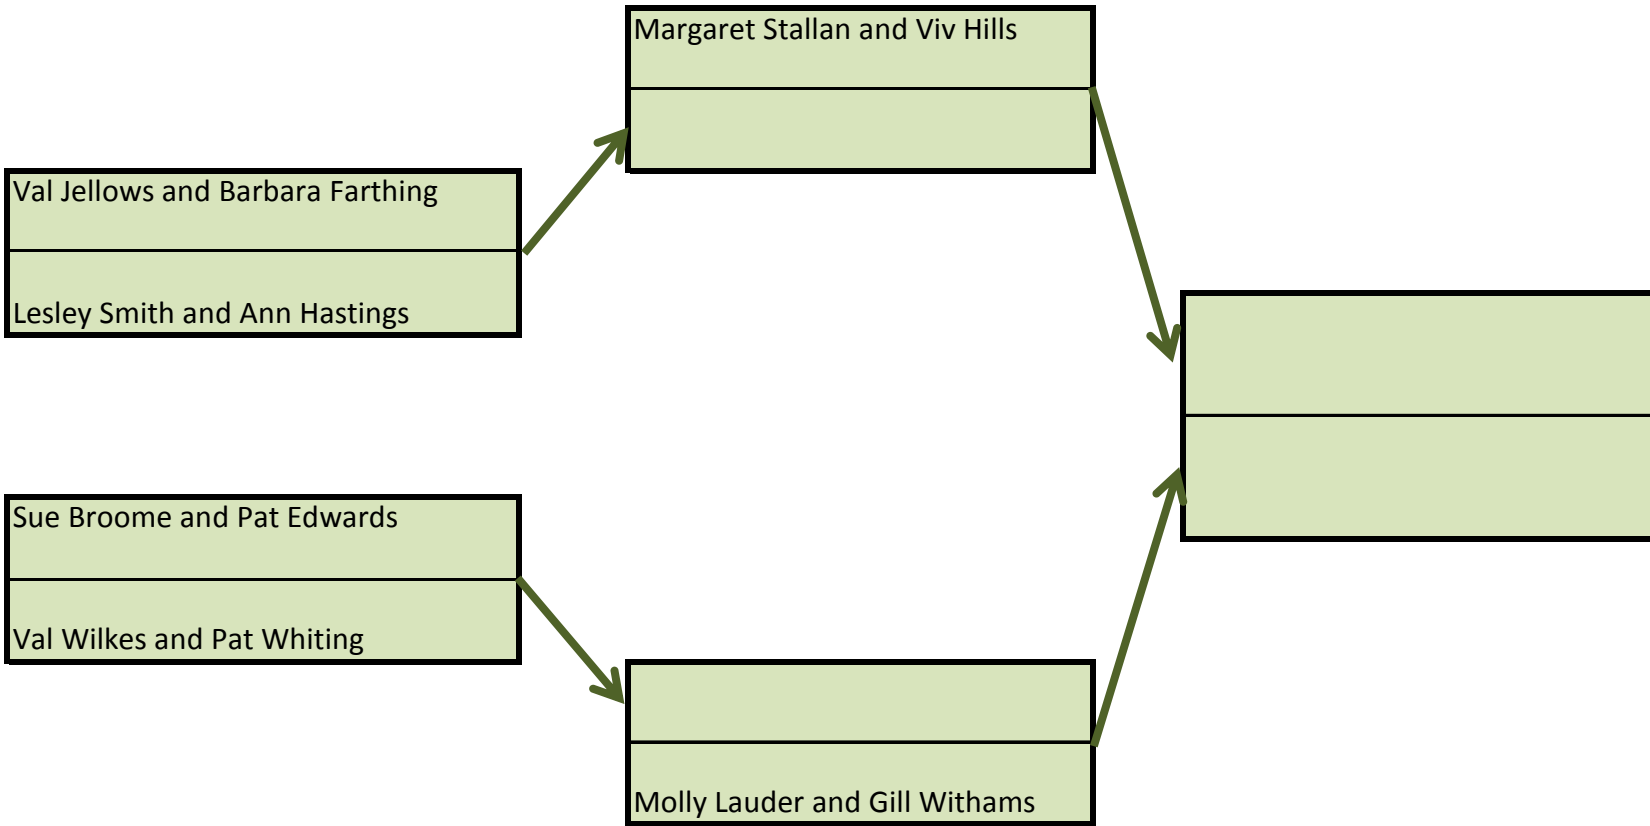 Margaret Stallan and Viv Hills
Val Jellows and Barbara Farthing
Lesley Smith and Ann Hastings
Sue Broome and Pat Edwards
Val Wilkes and Pat Whiting
Molly Lauder and Gill Withams